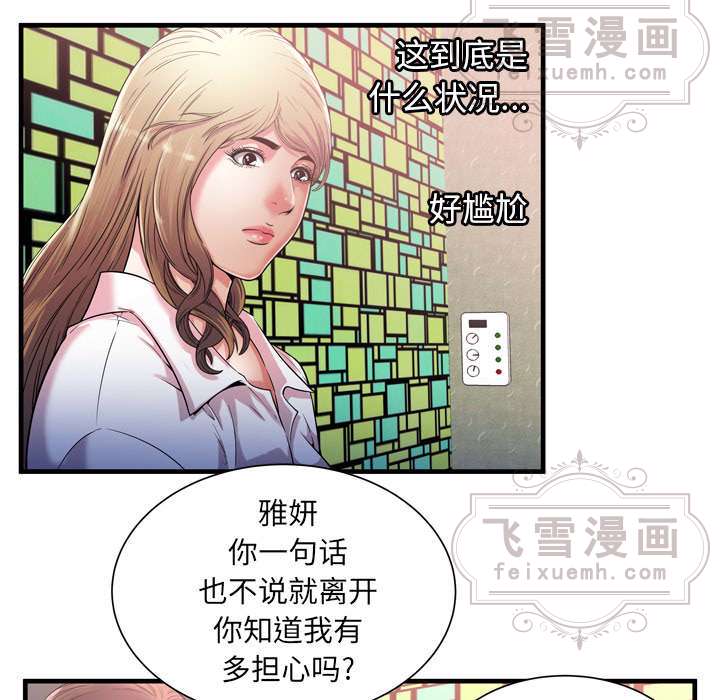 飞雪漫画
feixuemh.com
这到底是
什么状况...
好尴尬
飞雪漫画
feixuemh.com
雅妍
你一句话
也不说就离开
你知道我有
多担心吗?